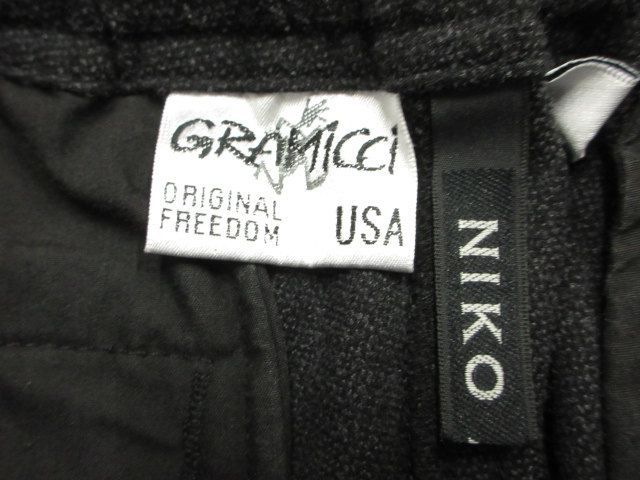 GRAMICCI
ORIGINAL
FREEDOM
USA
NIKO